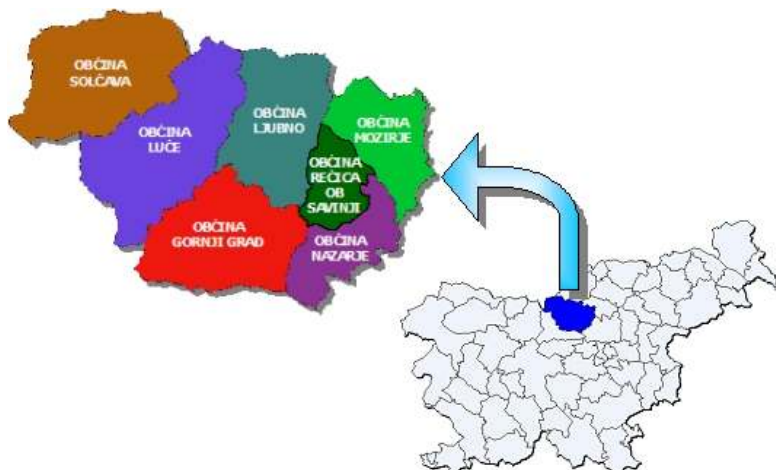 OBČINA
SOLČAVA
OBČINA
LUČE
OBČINA
LJUBNO
OBČINA
MOZIRJE
OBČINA
REČICA
OB
SAVINJI
OBČINA
GORNJI GRAD
OBČINA
NAZARJE